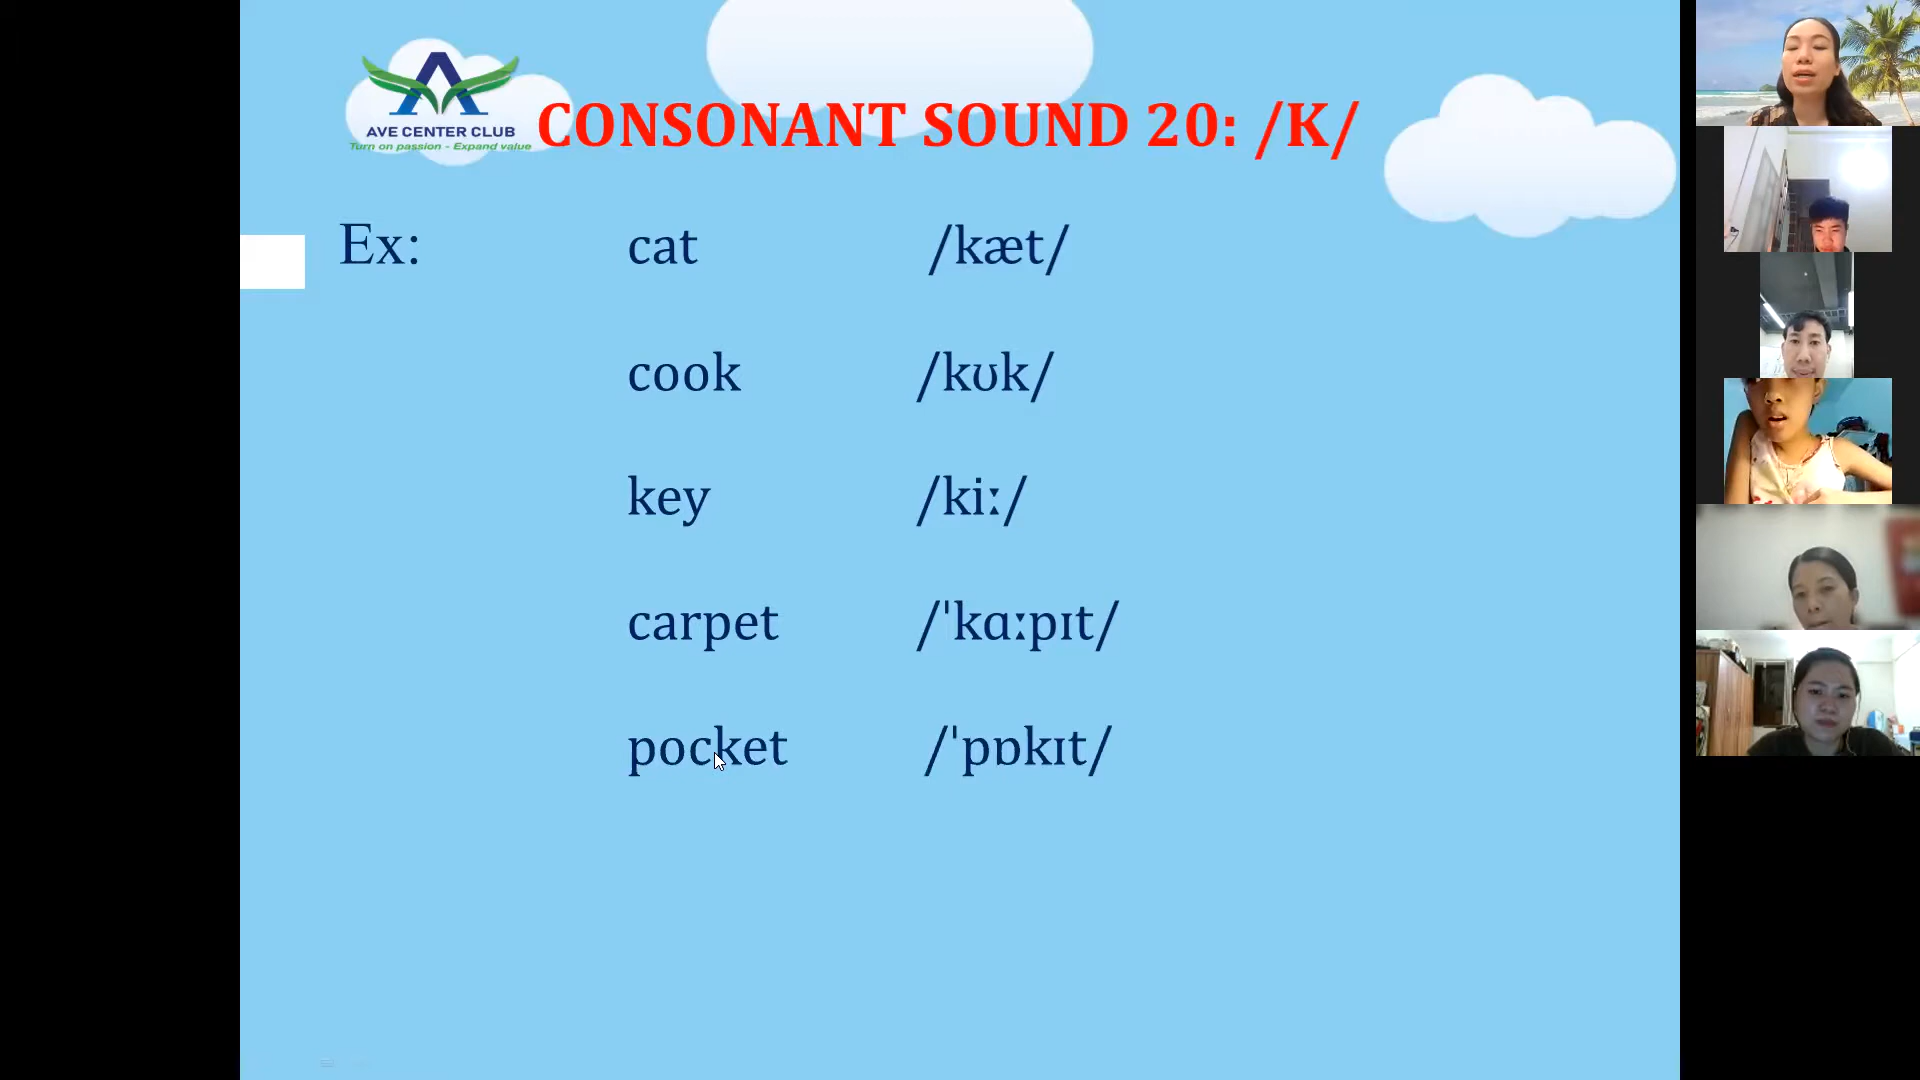 AVE CENTER CLUB
Turn on passion - Expand value
CONSONANT SOUND 20: /K/
Ex: cat /kæt/
cook /kʊk/
key /kiː/
carpet /ˈkɑːpɪt/
pocket /ˈpɒkɪt/